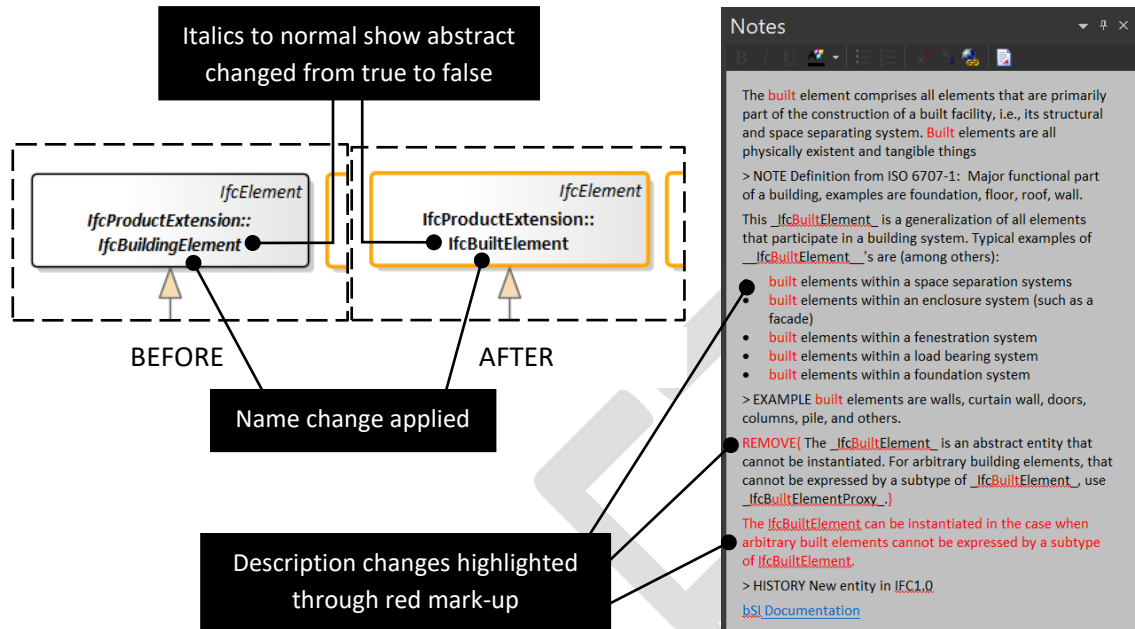 Italics to normal show abstract
changed from true to false
IfcElement
IfcProductExtension::
IfcBuildingElement
IfcElement
IfcProductExtension::
IfcBuiltElement
BEFORE
AFTER
Name change applied
Description changes highlighted
through red mark-up
Notes
B I U
The built element comprises all elements that are primarily
part of the construction of a built facility, i.e., its structural
and space separating system. Built elements are all
physically existent and tangible things
> NOTE Definition from ISO 6707-1:  Major functional part
of a building, examples are foundation, floor, roof, wall.
This _IfcBuiltElement_ is a generalization of all elements
that participate in a building system. Typical examples of
__IfcBuiltElement__'s are (among others):
• built elements within a space separation systems
• built elements within an enclosure system (such as a
facade)
• built elements within a fenestration system
• built elements within a load bearing system
• built elements within a foundation system
> EXAMPLE built elements are walls, curtain wall, doors,
columns, pile, and others.
REMOVE{ The _IfcBuiltElement_ is an abstract entity that
cannot be instantiated. For arbitrary building elements, that
cannot be expressed by a subtype of _IfcBuiltElement_, use
_IfcBuiltElementProxy_.}
The IfcBuiltElement can be instantiated in the case when
arbitrary built elements cannot be expressed by a subtype
of IfcBuiltElement.
> HISTORY New entity in IFC1.0
bSI Documentation